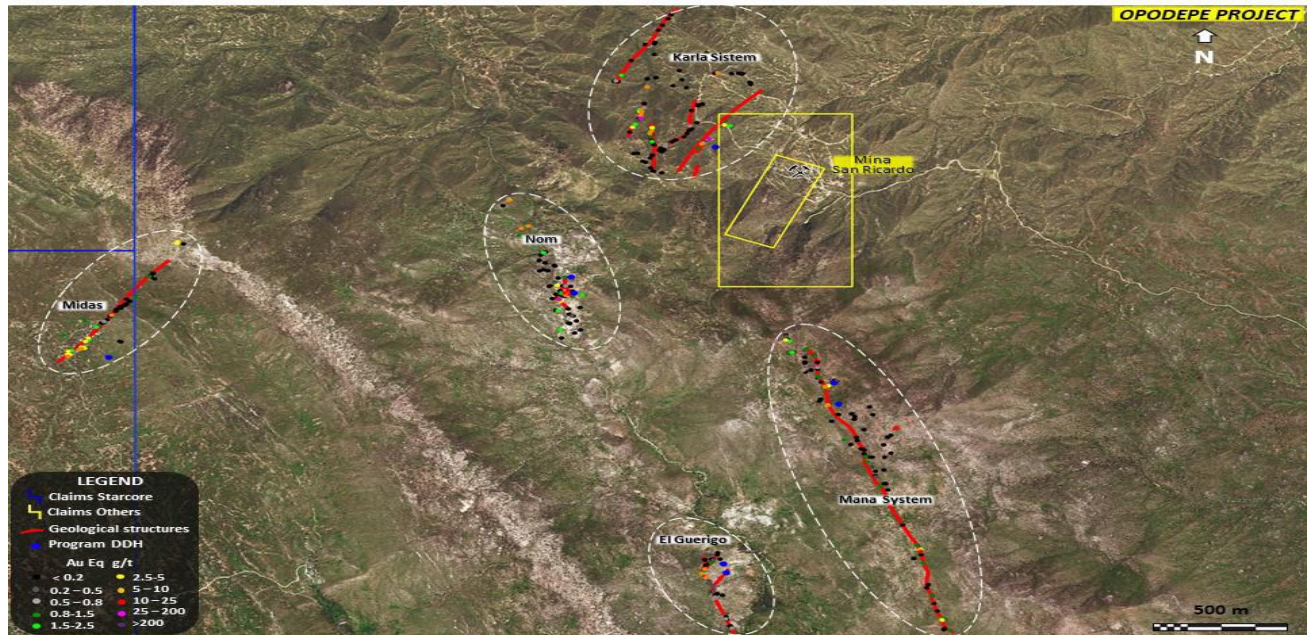 OPODEPE PROJECT
N
Karla Sistem
Mina
San Ricardo
Nom
Midas
Mana System
El Guerigo
LEGEND
Claims Starcore
Claims Others
Geological structures
Program DDH
Au Eq g/t
< 0.2
0.2 – 0.5
0.5 – 0.8
0.8-1.5
1.5-2.5
2.5-5
5 – 10
10 – 25
25 – 200
>200
500 m